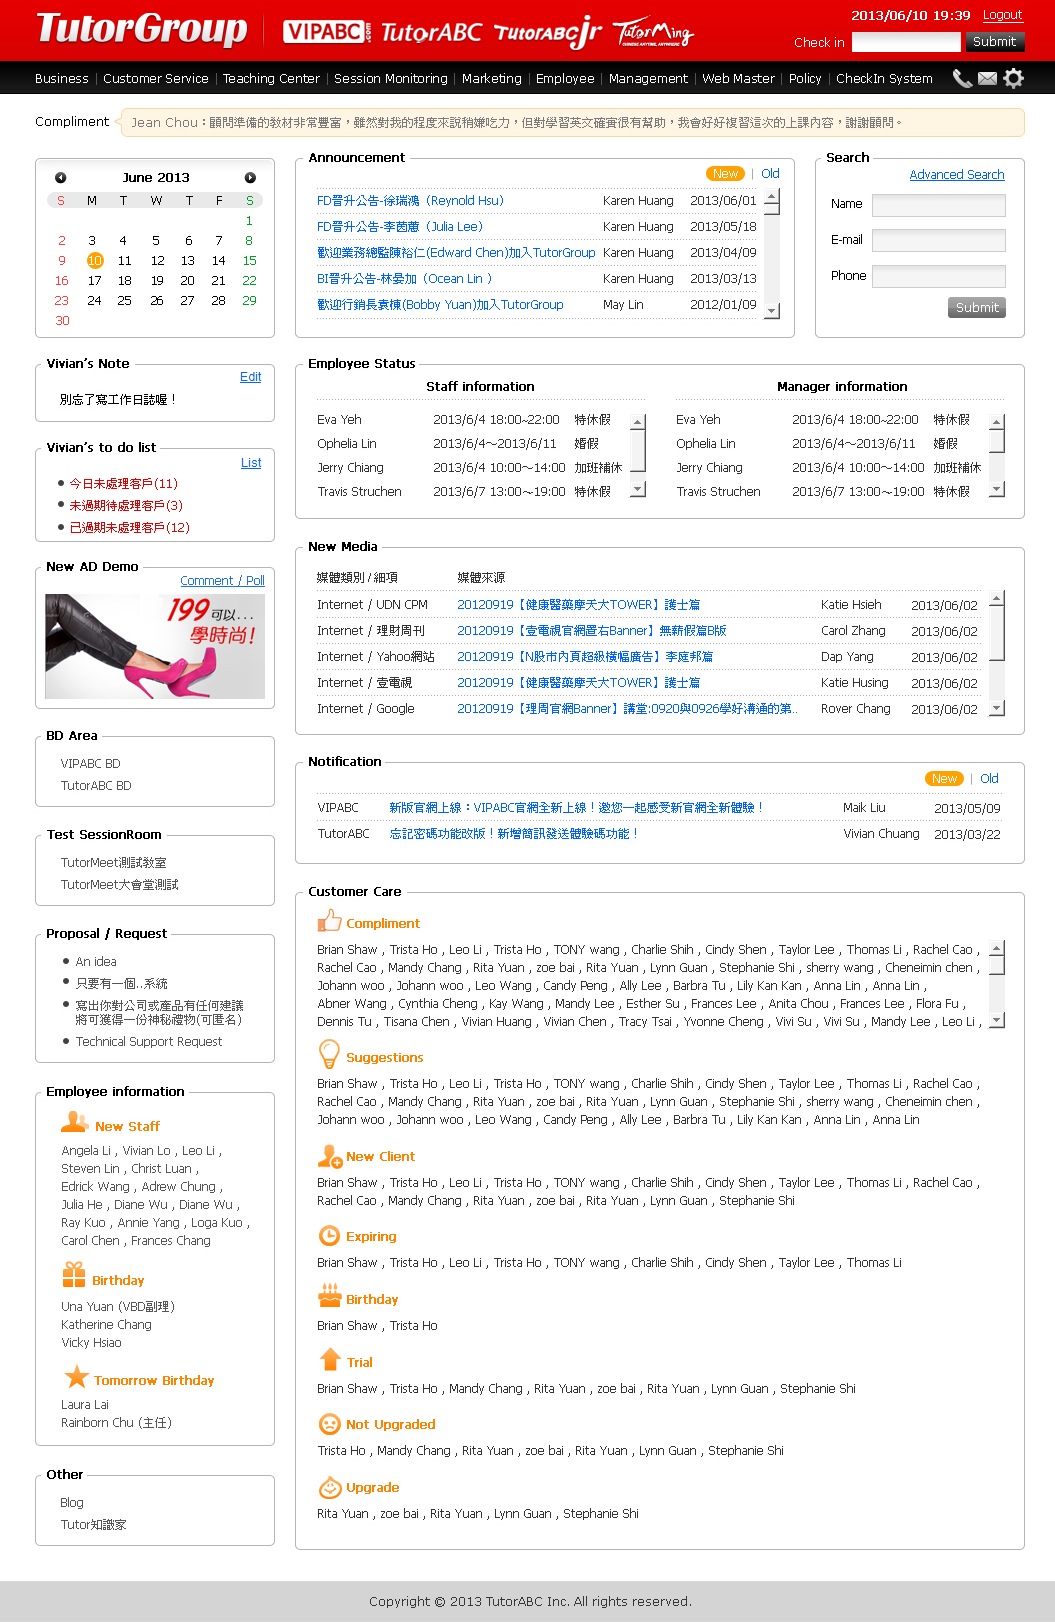 TutorGroup VIPABC.com TutorABC TutorABCjr TutorMing
CHINESE ANYTIME, ANYWHERE
2013/06/10 19:39 Logout
Check in Submit
Business | Customer Service | Teaching Center | Session Monitoring | Marketing | Employee | Management | Web Master | Policy | CheckIn System
Compliment Jean Chou：顧問準備的教材非常豐富，雖然對我的程度來說稍嫌吃力，但對學習英文確實很有幫助，我會好好複習這次的上課內容，謝謝顧問。
June 2013
S M T W T F S
1
2 3 4 5 6 7 8
9 10 11 12 13 14 15
16 17 18 19 20 21 22
23 24 25 26 27 28 29
30
Announcement
New | Old
FD晉升公告-徐瑞鴻（Reynold Hsu） Karen Huang 2013/06/01
FD晉升公告-李茵蕙（Julia Lee） Karen Huang 2013/05/18
歡迎業務總監陳裕仁(Edward Chen)加入TutorGroup Karen Huang 2013/04/09
BI晉升公告-林晏加（Ocean Lin ） Karen Huang 2013/03/13
歡迎行銷長袁楝(Bobby Yuan)加入TutorGroup May Lin 2012/01/09
Search
Advanced Search
Name
E-mail
Phone
Submit
Vivian's Note
Edit
別忘了寫工作日誌喔！
Vivian's to do list
List
今日未處理客戶(11)
未過期待處理客戶(3)
已過期未處理客戶(12)
New AD Demo
Comment / Poll
199可以...
學時尚!
BD Area
VIPABC BD
TutorABC BD
Test SessionRoom
TutorMeet測試教室
TutorMeet大會堂測試
Proposal / Request
An idea
只要有一個..系統
寫出你對公司或產品有任何建議
將可獲得一份神秘禮物(可匿名)
Technical Support Request
Employee information
New Staff
Angela Li , Vivian Lo , Leo Li ,
Steven Lin , Christ Luan ,
Edrick Wang , Adrew Chung ,
Julia He , Diane Wu , Diane Wu ,
Ray Kuo , Annie Yang , Loga Kuo ,
Carol Chen , Frances Chang
Birthday
Una Yuan (VBD副理)
Katherine Chang
Vicky Hsiao
Tomorrow Birthday
Laura Lai
Rainborn Chu (主任)
Other
Blog
Tutor知識家
Employee Status
Staff information
Eva Yeh 2013/6/4 18:00~22:00 特休假
Ophelia Lin 2013/6/4～2013/6/11 婚假
Jerry Chiang 2013/6/4 10:00～14:00 加班補休
Travis Struchen 2013/6/7 13:00～19:00 特休假
Manager information
Eva Yeh 2013/6/4 18:00~22:00 特休假
Ophelia Lin 2013/6/4～2013/6/11 婚假
Jerry Chiang 2013/6/4 10:00～14:00 加班補休
Travis Struchen 2013/6/7 13:00～19:00 特休假
New Media
媒體類別 / 細項 媒體來源
Internet / UDN CPM 20120919【健康醫藥摩天大TOWER】護士篇 Katie Hsieh 2013/06/02
Internet / 理財周刊 20120919【壹電視官網置右Banner】無薪假篇B版 Carol Zhang 2013/06/02
Internet / Yahoo網站 20120919【N股市內頁超級橫幅廣告】李庭邦篇 Dap Yang 2013/06/02
Internet / 壹電視 20120919【健康醫藥摩天大TOWER】護士篇 Katie Husing 2013/06/02
Internet / Google 20120919【理周官網Banner】講堂:0920與0926學好溝通的第.. Rover Chang 2013/06/02
Notification
New | Old
VIPABC 新版官網上線：VIPABC官網全新上線！邀您一起感受新官網全新體驗！ Maik Liu 2013/05/09
TutorABC 忘記密碼功能改版！新增簡訊發送體驗碼功能！ Vivian Chuang 2013/03/22
Customer Care
Compliment
Brian Shaw , Trista Ho , Leo Li , Trista Ho , TONY wang , Charlie Shih , Cindy Shen , Taylor Lee , Thomas Li , Rachel Cao ,
Rachel Cao , Mandy Chang , Rita Yuan , zoe bai , Rita Yuan , Lynn Guan , Stephanie Shi , sherry wang , Cheneimin chen ,
Johann woo , Johann woo , Leo Wang , Candy Peng , Ally Lee , Barbra Tu , Lily Kan Kan , Anna Lin , Anna Lin ,
Abner Wang , Cynthia Cheng , Kay Wang , Mandy Lee , Esther Su , Frances Lee , Anita Chou , Frances Lee , Flora Fu ,
Dennis Tu , Tisana Chen , Vivian Huang , Vivian Chen , Tracy Tsai , Yvonne Cheng , Vivi Su , Vivi Su , Mandy Lee , Leo Li ,
Suggestions
Brian Shaw , Trista Ho , Leo Li , Trista Ho , TONY wang , Charlie Shih , Cindy Shen , Taylor Lee , Thomas Li , Rachel Cao ,
Rachel Cao , Mandy Chang , Rita Yuan , zoe bai , Rita Yuan , Lynn Guan , Stephanie Shi , sherry wang , Cheneimin chen ,
Johann woo , Johann woo , Leo Wang , Candy Peng , Ally Lee , Barbra Tu , Lily Kan Kan , Anna Lin , Anna Lin
New Client
Brian Shaw , Trista Ho , Leo Li , Trista Ho , TONY wang , Charlie Shih , Cindy Shen , Taylor Lee , Thomas Li , Rachel Cao ,
Rachel Cao , Mandy Chang , Rita Yuan , zoe bai , Rita Yuan , Lynn Guan , Stephanie Shi
Expiring
Brian Shaw , Trista Ho , Leo Li , Trista Ho , TONY wang , Charlie Shih , Cindy Shen , Taylor Lee , Thomas Li
Birthday
Brian Shaw , Trista Ho
Trial
Brian Shaw , Trista Ho , Mandy Chang , Rita Yuan , zoe bai , Rita Yuan , Lynn Guan , Stephanie Shi
Not Upgraded
Trista Ho , Mandy Chang , Rita Yuan , zoe bai , Rita Yuan , Lynn Guan , Stephanie Shi
Upgrade
Rita Yuan , zoe bai , Rita Yuan , Lynn Guan , Stephanie Shi
Copyright © 2013 TutorABC Inc. All rights reserved.